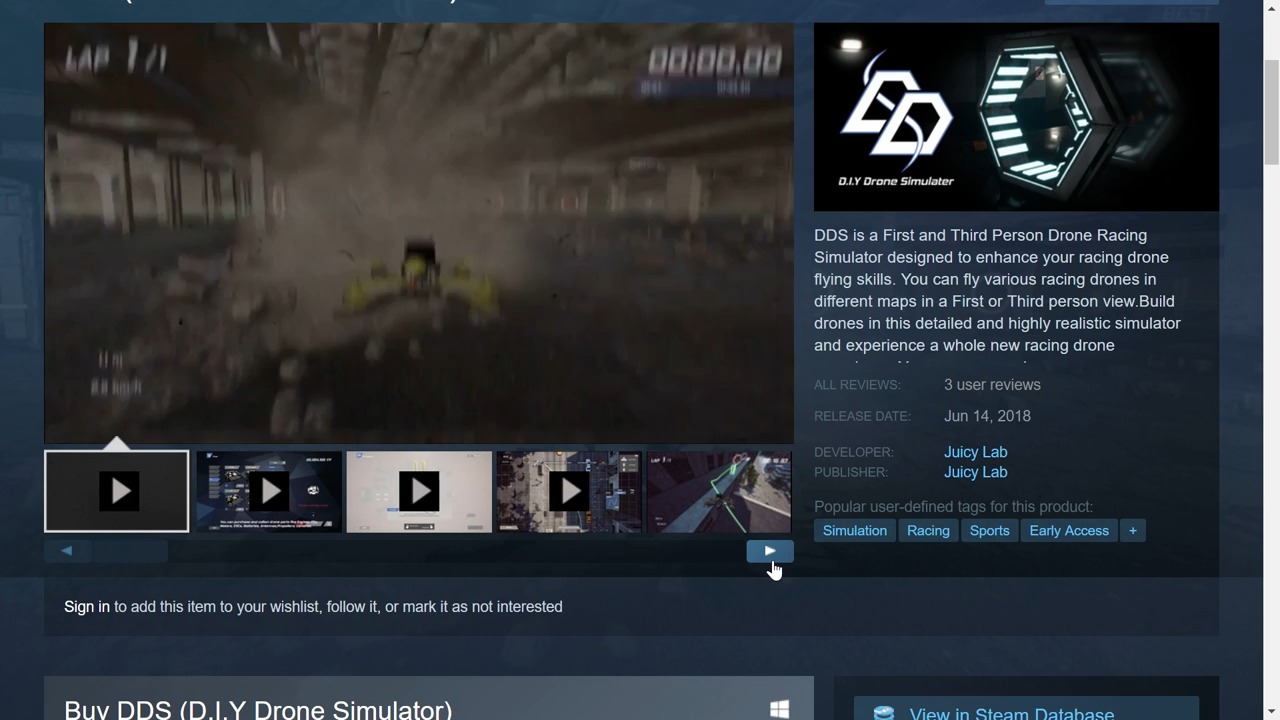 LAP 1/1
00:00.00
D.I.Y Drone Simulater
DDS is a First and Third Person Drone Racing
Simulator designed to enhance your racing drone
flying skills. You can fly various racing drones in
different maps in a First or Third person view.Build
drones in this detailed and highly realistic simulator
and experience a whole new racing drone
ALL REVIEWS: 3 user reviews
RELEASE DATE: Jun 14, 2018
DEVELOPER: Juicy Lab
PUBLISHER: Juicy Lab
Popular user-defined tags for this product:
Simulation Racing Sports Early Access +
Sign in to add this item to your wishlist, follow it, or mark it as not interested
Buy DDS (D.I.Y Drone Simulator)
View in Steam Database